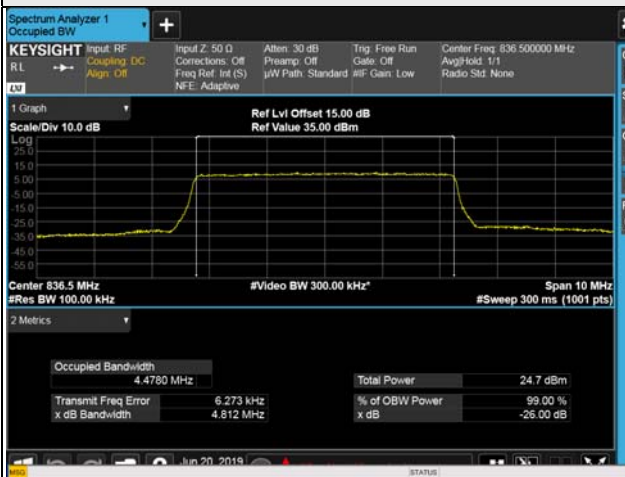 Spectrum Analyzer 1
Occupied BW
+
KEYSIGHT Input: RF Input Z: 50 Ω Atten: 30 dB Trig: Free Run Center Freq: 836.500000 MHz
RL Coupling: DC Corrections: Off Preamp: Off Gate: Off Avg|Hold: 1/1
Align: Off Freq Ref: Int (S) µW Path: Standard #IF Gain: Low Radio Std: None
LXI NFE: Adaptive
1 Graph
Ref Lvl Offset 15.00 dB
Scale/Div 10.0 dB Ref Value 35.00 dBm
Log
25.0
15.0
5.00
-5.00
-15.0
-25.0
-35.0
-45.0
-55.0
Center 836.5 MHz #Video BW 300.00 kHz* Span 10 MHz
#Res BW 100.00 kHz #Sweep 300 ms (1001 pts)
2 Metrics
Occupied Bandwidth
4.4780 MHz Total Power 24.7 dBm
Transmit Freq Error 6.273 kHz % of OBW Power 99.00 %
x dB Bandwidth 4.812 MHz x dB -26.00 dB
Jun 20, 2019
MSG STATUS